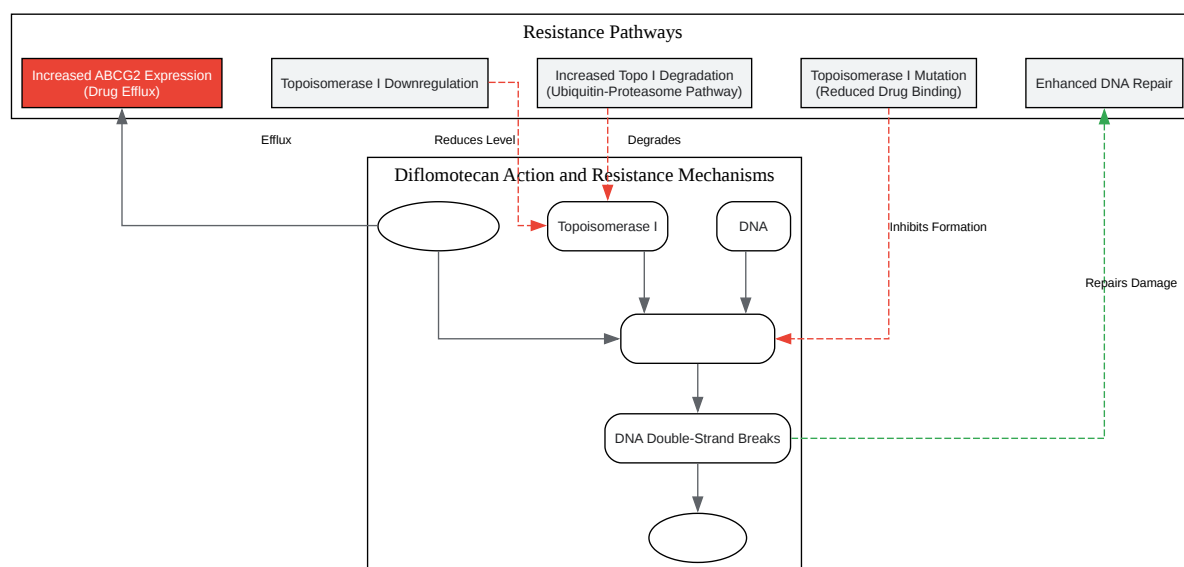 Resistance Pathways
Increased ABCG2 Expression
(Drug Efflux)
Topoisomerase I Downregulation
Increased Topo I Degradation
(Ubiquitin-Proteasome Pathway)
Topoisomerase I Mutation
(Reduced Drug Binding)
Enhanced DNA Repair
Efflux
Reduces Level
Degrades
Diflomotecan Action and Resistance Mechanisms
Topoisomerase I
DNA
Inhibits Formation
Repairs Damage
DNA Double-Strand Breaks